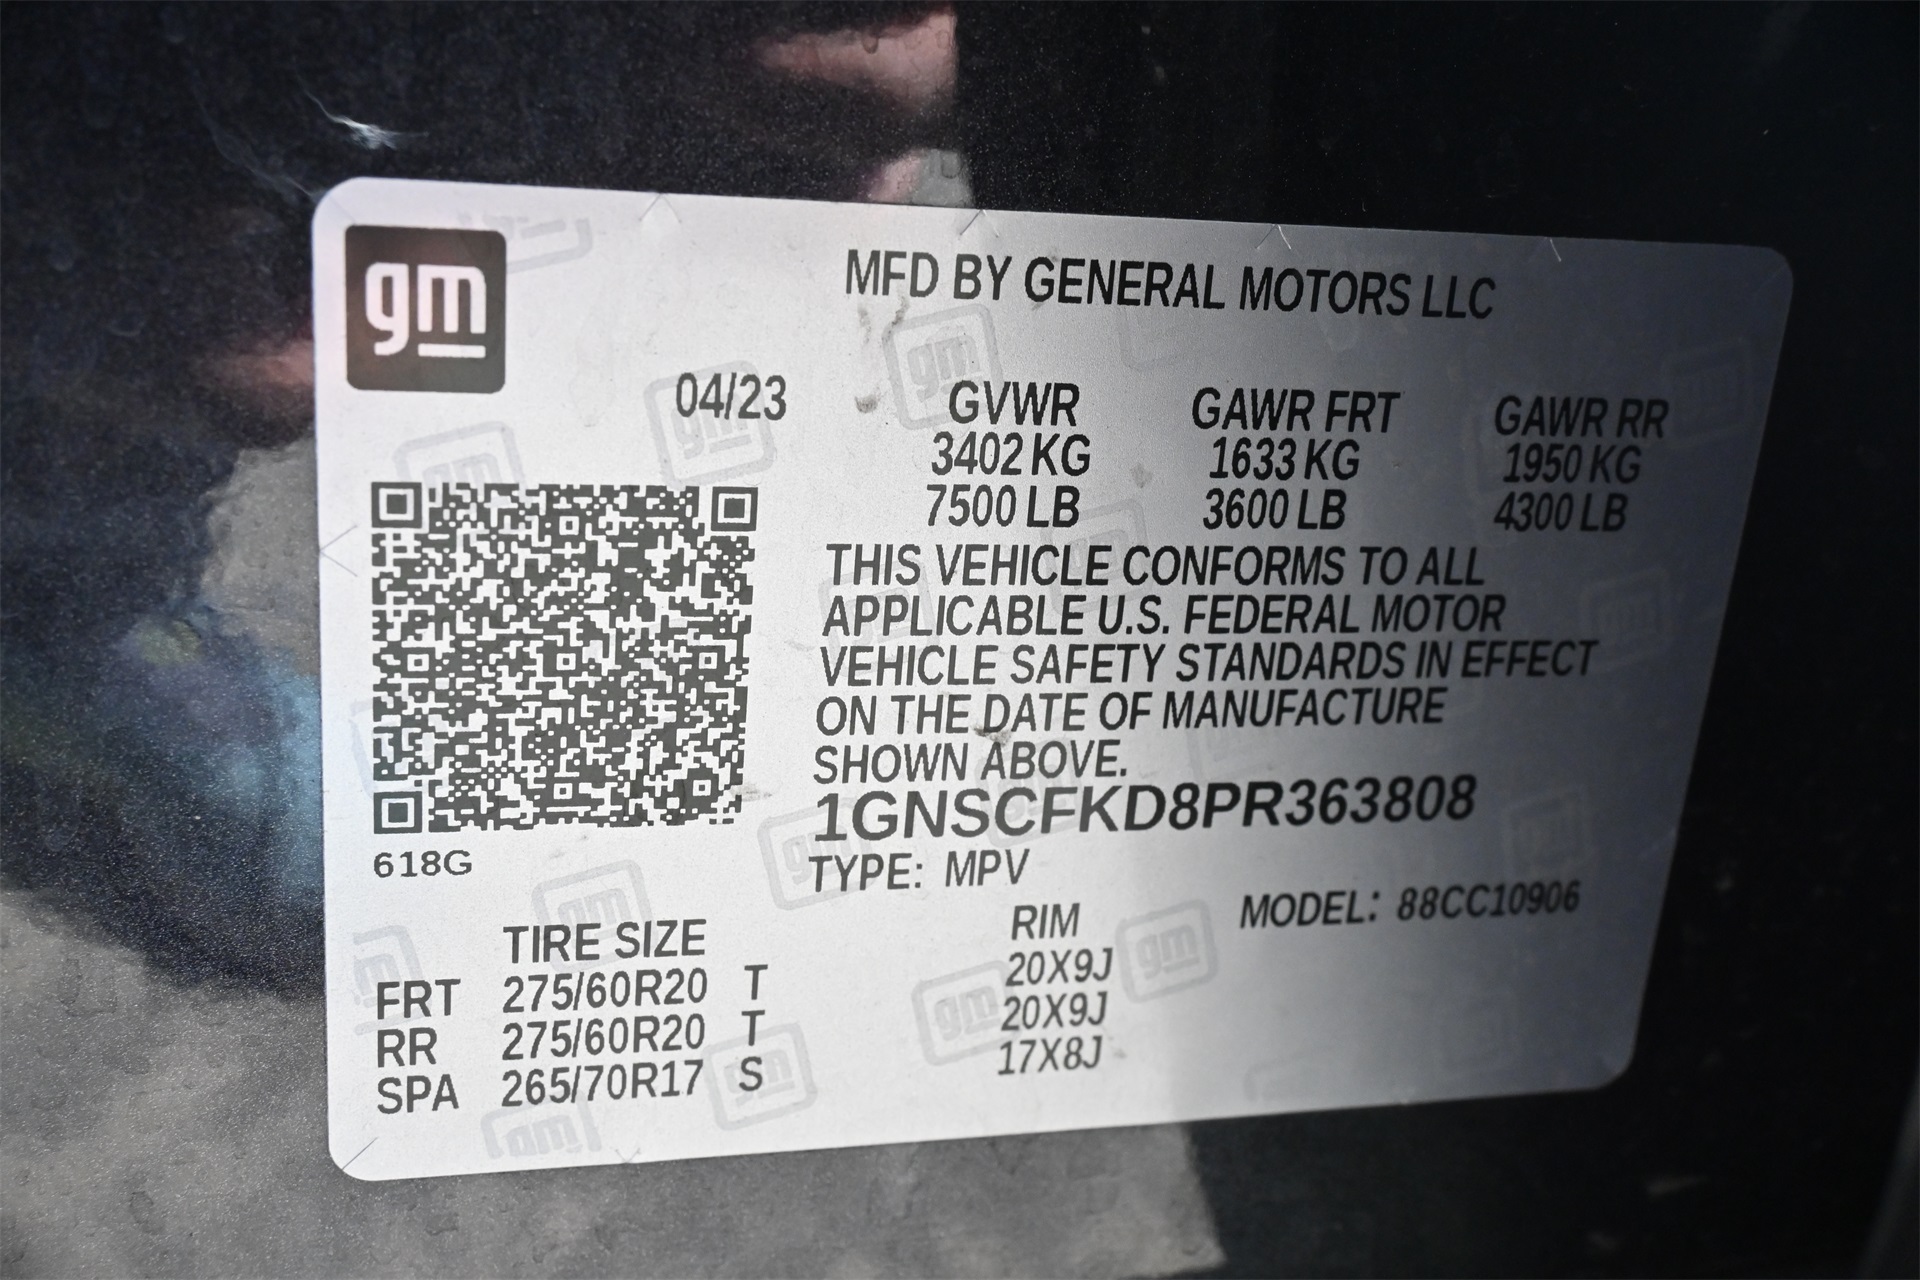 gm
MFD BY GENERAL MOTORS LLC
04/23 GVWR GAWR FRT GAWR RR
3402 KG 1633 KG 1950 KG
7500 LB 3600 LB 4300 LB
THIS VEHICLE CONFORMS TO ALL
APPLICABLE U.S. FEDERAL MOTOR
VEHICLE SAFETY STANDARDS IN EFFECT
ON THE DATE OF MANUFACTURE
SHOWN ABOVE.
1GNSCFKD8PR363808
618G
TYPE: MPV MODEL: 88CC10906
TIRE SIZE RIM
FRT 275/60R20 T 20X9J
RR 275/60R20 T 20X9J
SPA 265/70R17 S 17X8J